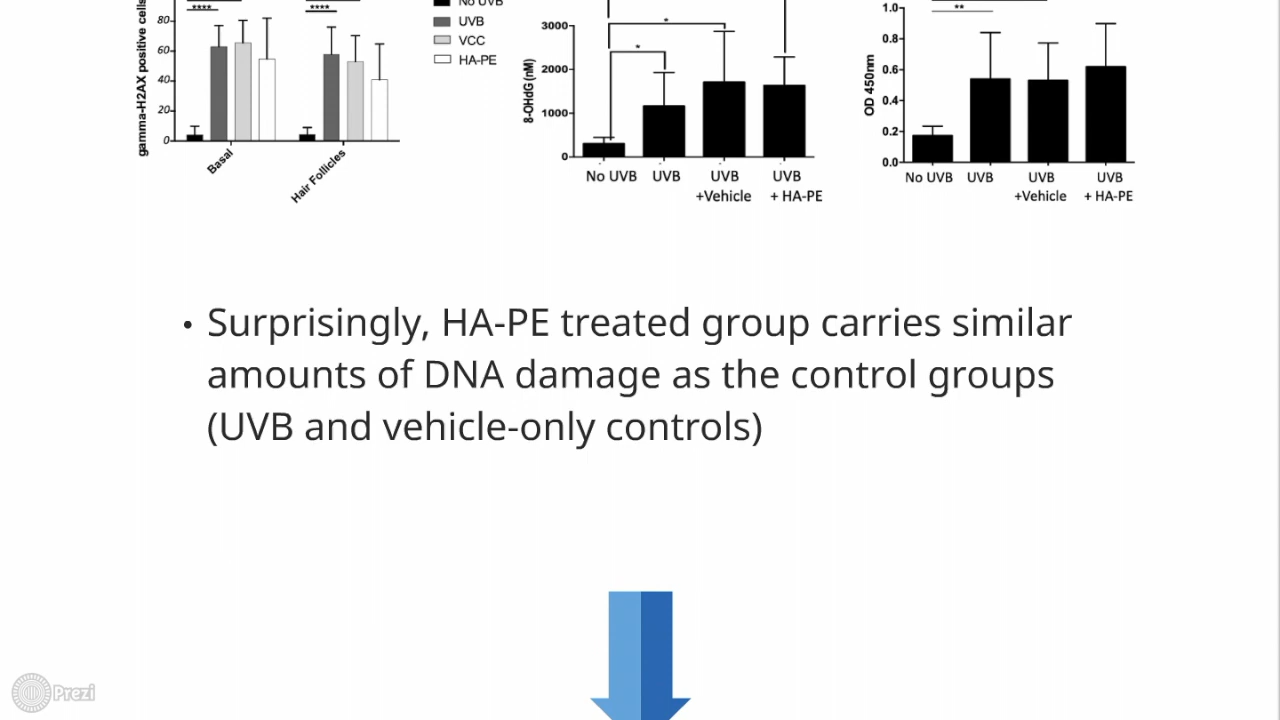 gamma-H2AX positive cells
80
60
40
20
0
****
****
Basal
Hair Follicles
No UVB
UVB
VCC
HA-PE
8-OHdG (nM)
3000
2000
1000
0
*
*
No UVB UVB UVB UVB
+Vehicle + HA-PE
OD 450nm
1.0
0.8
0.6
0.4
0.2
0.0
**
No UVB UVB UVB UVB
+Vehicle + HA-PE
• Surprisingly, HA-PE treated group carries similar
amounts of DNA damage as the control groups
(UVB and vehicle-only controls)
Prezi